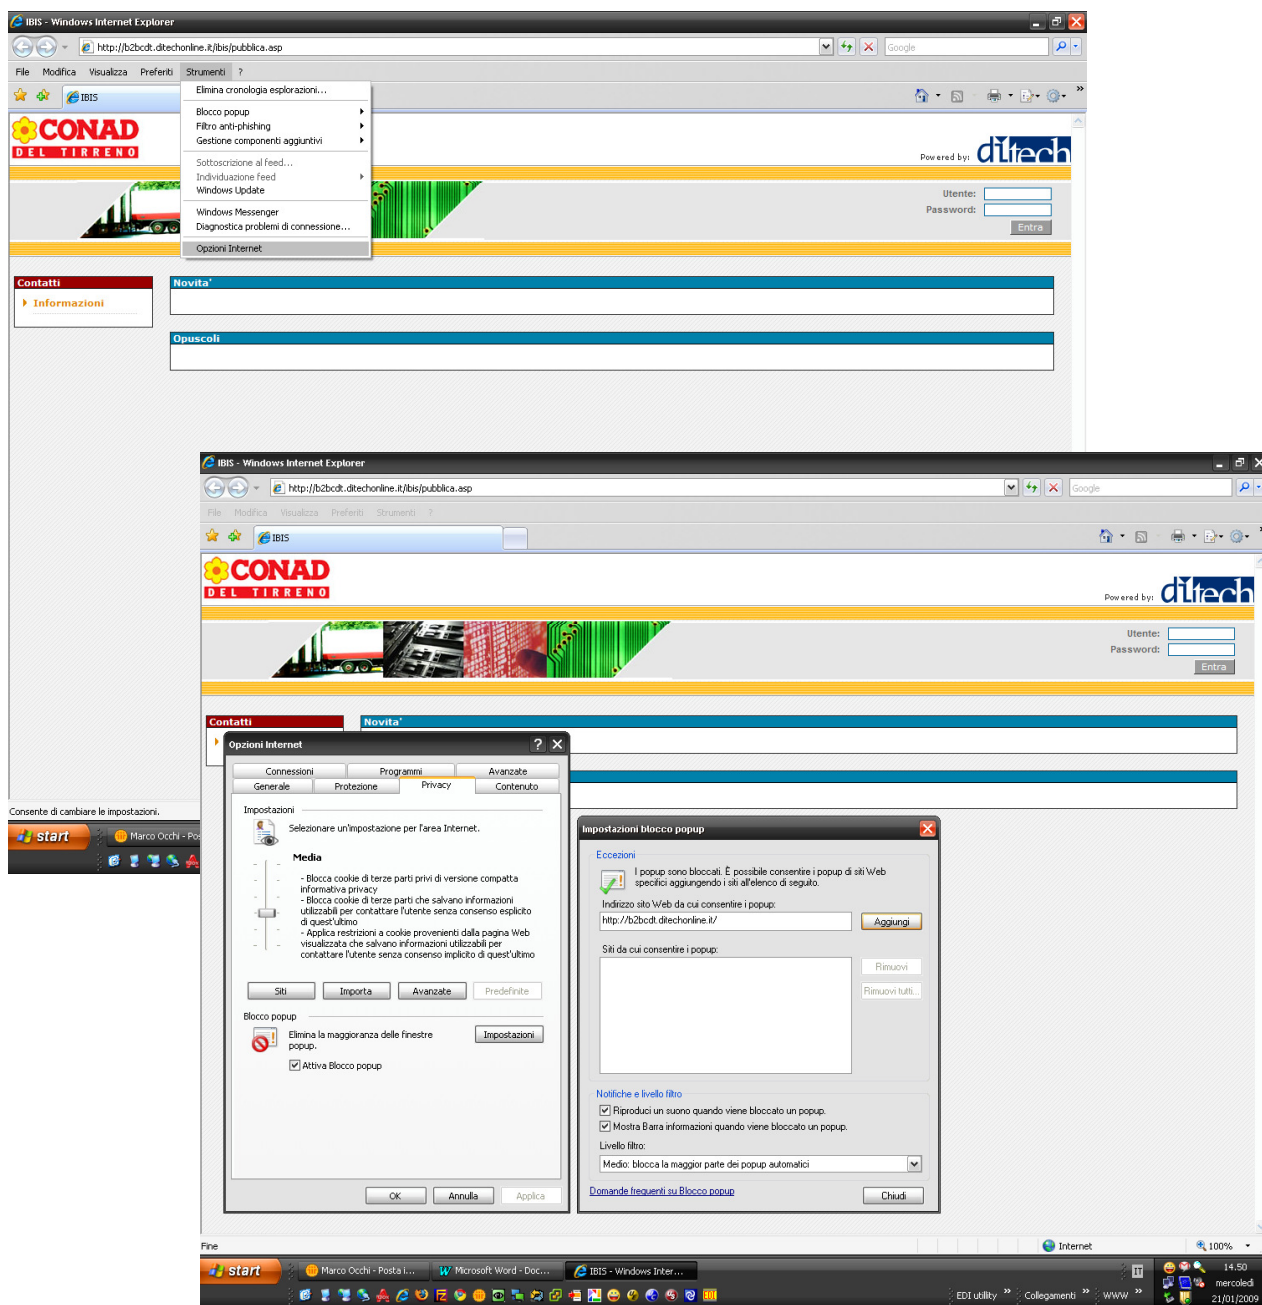 IBIS - Windows Internet Explorer
http://b2bcdt.ditechonline.it/ibis/pubblica.asp
Google
File Modifica Visualizza Preferiti Strumenti ?
IBIS
Elimina cronologia esplorazioni...
Blocco popup
Filtro anti-phishing
Gestione componenti aggiuntivi
Sottoscrizione al feed...
Individuazione feed
Windows Update
Windows Messenger
Diagnostica problemi di connessione...
Opzioni Internet
CONAD
DEL TIRRENO
Powered by: ditech
Utente:
Password:
Entra
Contatti
Informazioni
Novita'
Opuscoli
Consente di cambiare le impostazioni.
start
Marco Occhi - Pos
IBIS - Windows Internet Explorer
http://b2bcdt.ditechonline.it/ibis/pubblica.asp
Google
File Modifica Visualizza Preferiti Strumenti ?
IBIS
CONAD
DEL TIRRENO
Powered by: ditech
Utente:
Password:
Entra
Contatti
Novita'
Opzioni Internet
Connessioni Programmi Avanzate
Generale Protezione Privacy Contenuto
Impostazioni
Selezionare un'impostazione per l'area Internet.
Media
- Blocca cookie di terze parti privi di versione compatta
informativa privacy
- Blocca cookie di terze parti che salvano informazioni
utilizzabili per contattare l'utente senza consenso esplicito
di quest'ultimo
- Applica restrizioni a cookie provenienti dalla pagina Web
visualizzata che salvano informazioni utilizzabili per
contattare l'utente senza consenso implicito di quest'ultimo
Siti Importa Avanzate Predefinite
Blocco popup
Elimina la maggioranza delle finestre
popup.
Impostazioni
Attiva Blocco popup
OK Annulla Applica
Impostazioni blocco popup
Eccezioni
I popup sono bloccati. È possibile consentire i popup di siti Web
specifici aggiungendo i siti all'elenco di seguito.
Indirizzo sito Web da cui consentire i popup:
http://b2bcdt.ditechonline.it/
Aggiungi
Siti da cui consentire i popup:
Rimuovi
Rimuovi tutti...
Notifiche e livello filtro
Riproduci un suono quando viene bloccato un popup.
Mostra Barra informazioni quando viene bloccato un popup.
Livello filtro:
Medio: blocca la maggior parte dei popup automatici
Domande frequenti su Blocco popup
Chiudi
Fine
Internet
100%
start
Marco Occhi - Posta i...
Microsoft Word - Doc...
IBIS - Windows Inter...
IT
14.50
mercoledì
21/01/2009
EDI utility
Collegamenti
WWW